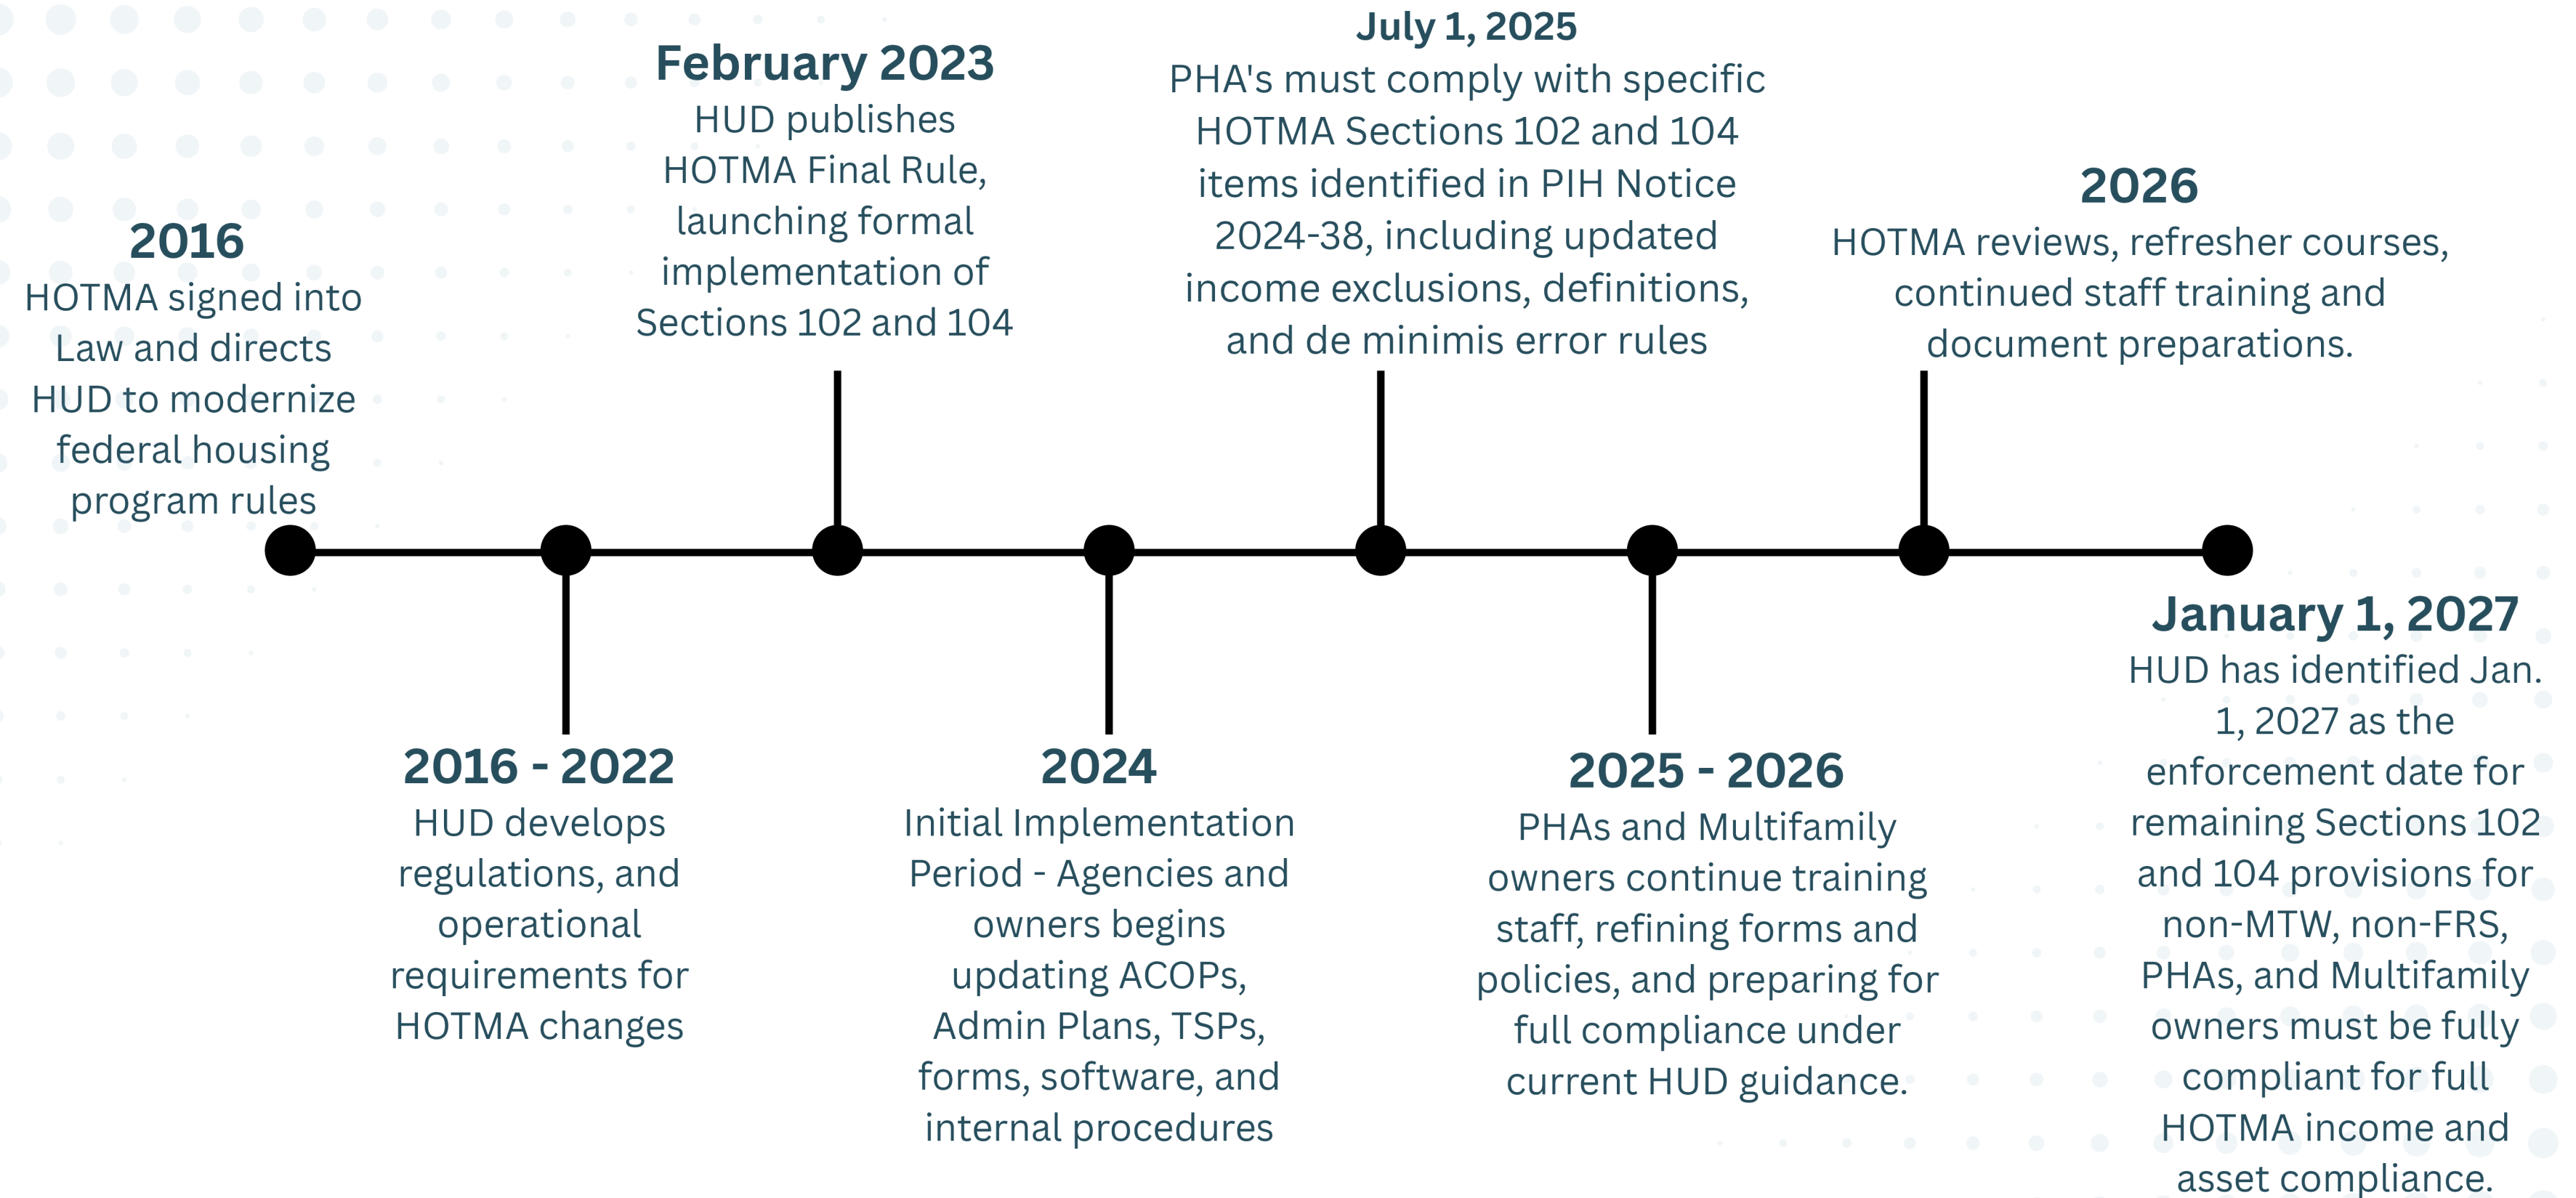 2016
HOTMA signed into
Law and directs
HUD to modernize
federal housing
program rules
2016 - 2022
HUD develops
regulations, and
operational
requirements for
HOTMA changes
February 2023
HUD publishes
HOTMA Final Rule,
launching formal
implementation of
Sections 102 and 104
2024
Initial Implementation
Period - Agencies and
owners begins
updating ACOPs,
Admin Plans, TSPs,
forms, software, and
internal procedures
July 1, 2025
PHA's must comply with specific
HOTMA Sections 102 and 104
items identified in PIH Notice
2024-38, including updated
income exclusions, definitions,
and de minimis error rules
2025 - 2026
PHAs and Multifamily
owners continue training
staff, refining forms and
policies, and preparing for
full compliance under
current HUD guidance.
2026
HOTMA reviews, refresher courses,
continued staff training and
document preparations.
January 1, 2027
HUD has identified Jan.
1, 2027 as the
enforcement date for
remaining Sections 102
and 104 provisions for
non-MTW, non-FRS,
PHAs, and Multifamily
owners must be fully
compliant for full
HOTMA income and
asset compliance.